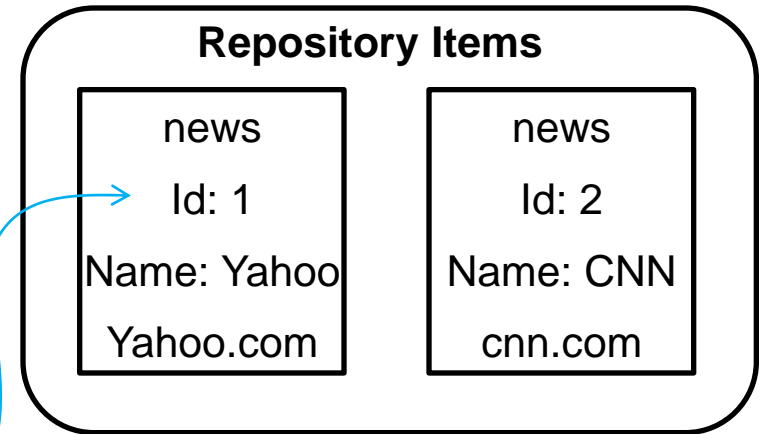 Repository Items
news
Id: 1
Name: Yahoo
Yahoo.com
news
Id: 2
Name: CNN
cnn.com